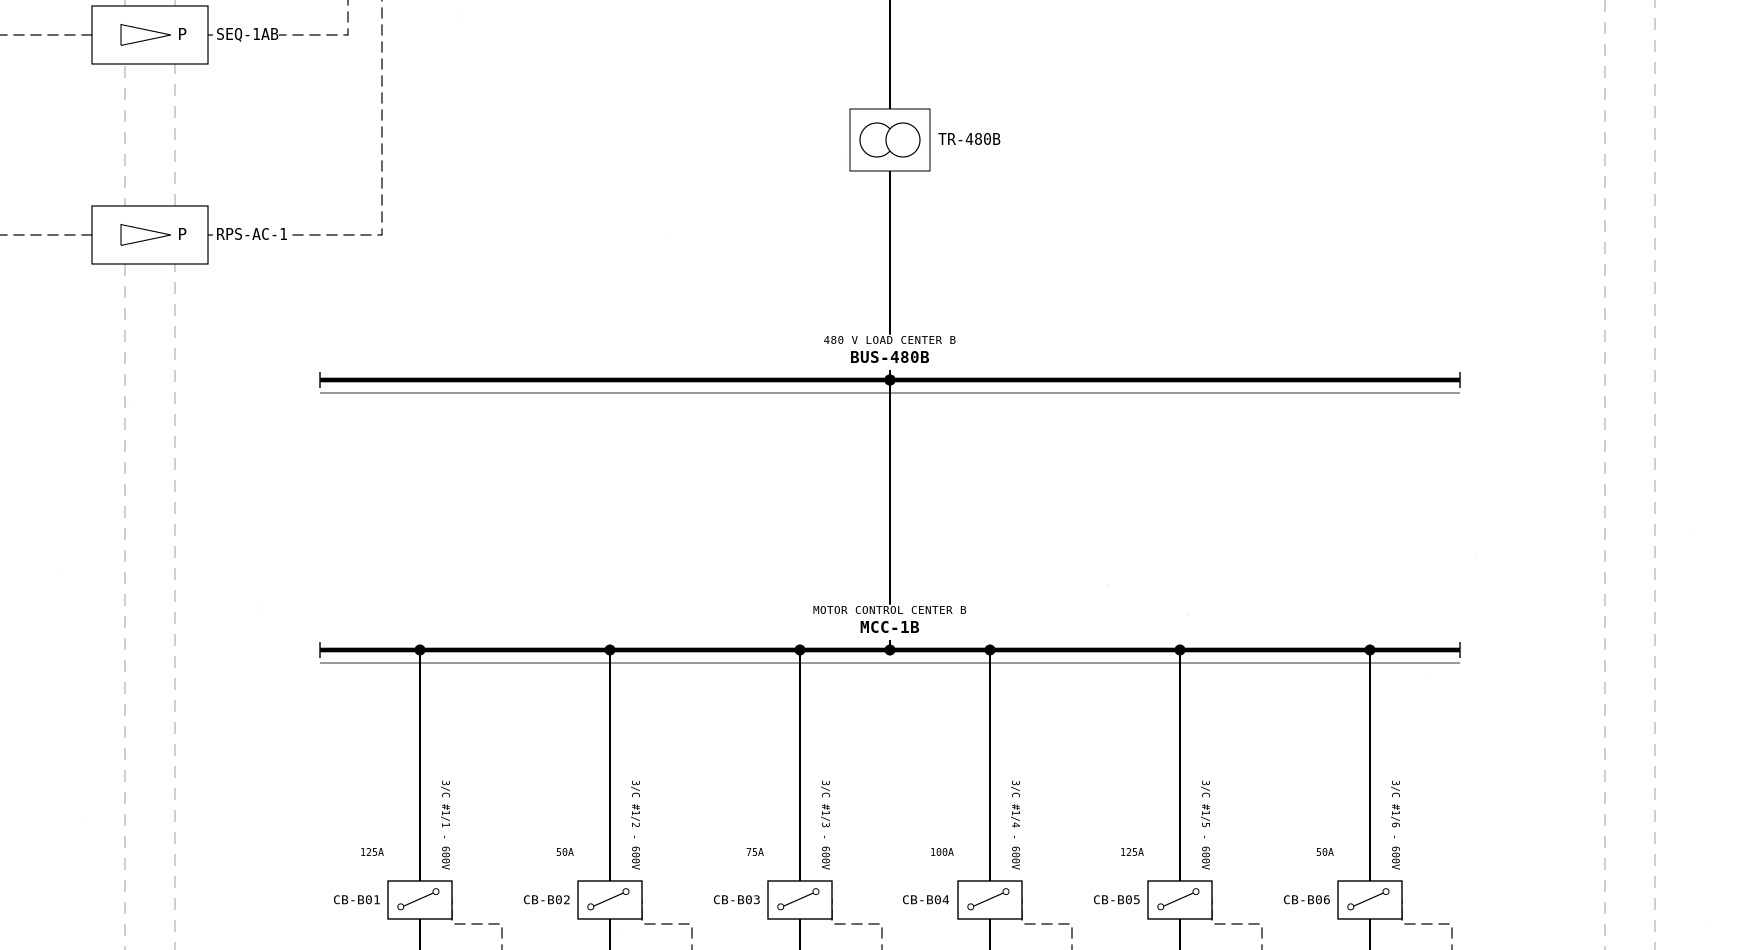 P SEQ-1AB
TR-480B
P RPS-AC-1
480 V LOAD CENTER B
BUS-480B
MOTOR CONTROL CENTER B
MCC-1B
3/C #1/1 - 600V
3/C #1/2 - 600V
3/C #1/3 - 600V
3/C #1/4 - 600V
3/C #1/5 - 600V
3/C #1/6 - 600V
125A 50A 75A 100A 125A 50A
CB-B01 CB-B02 CB-B03 CB-B04 CB-B05 CB-B06